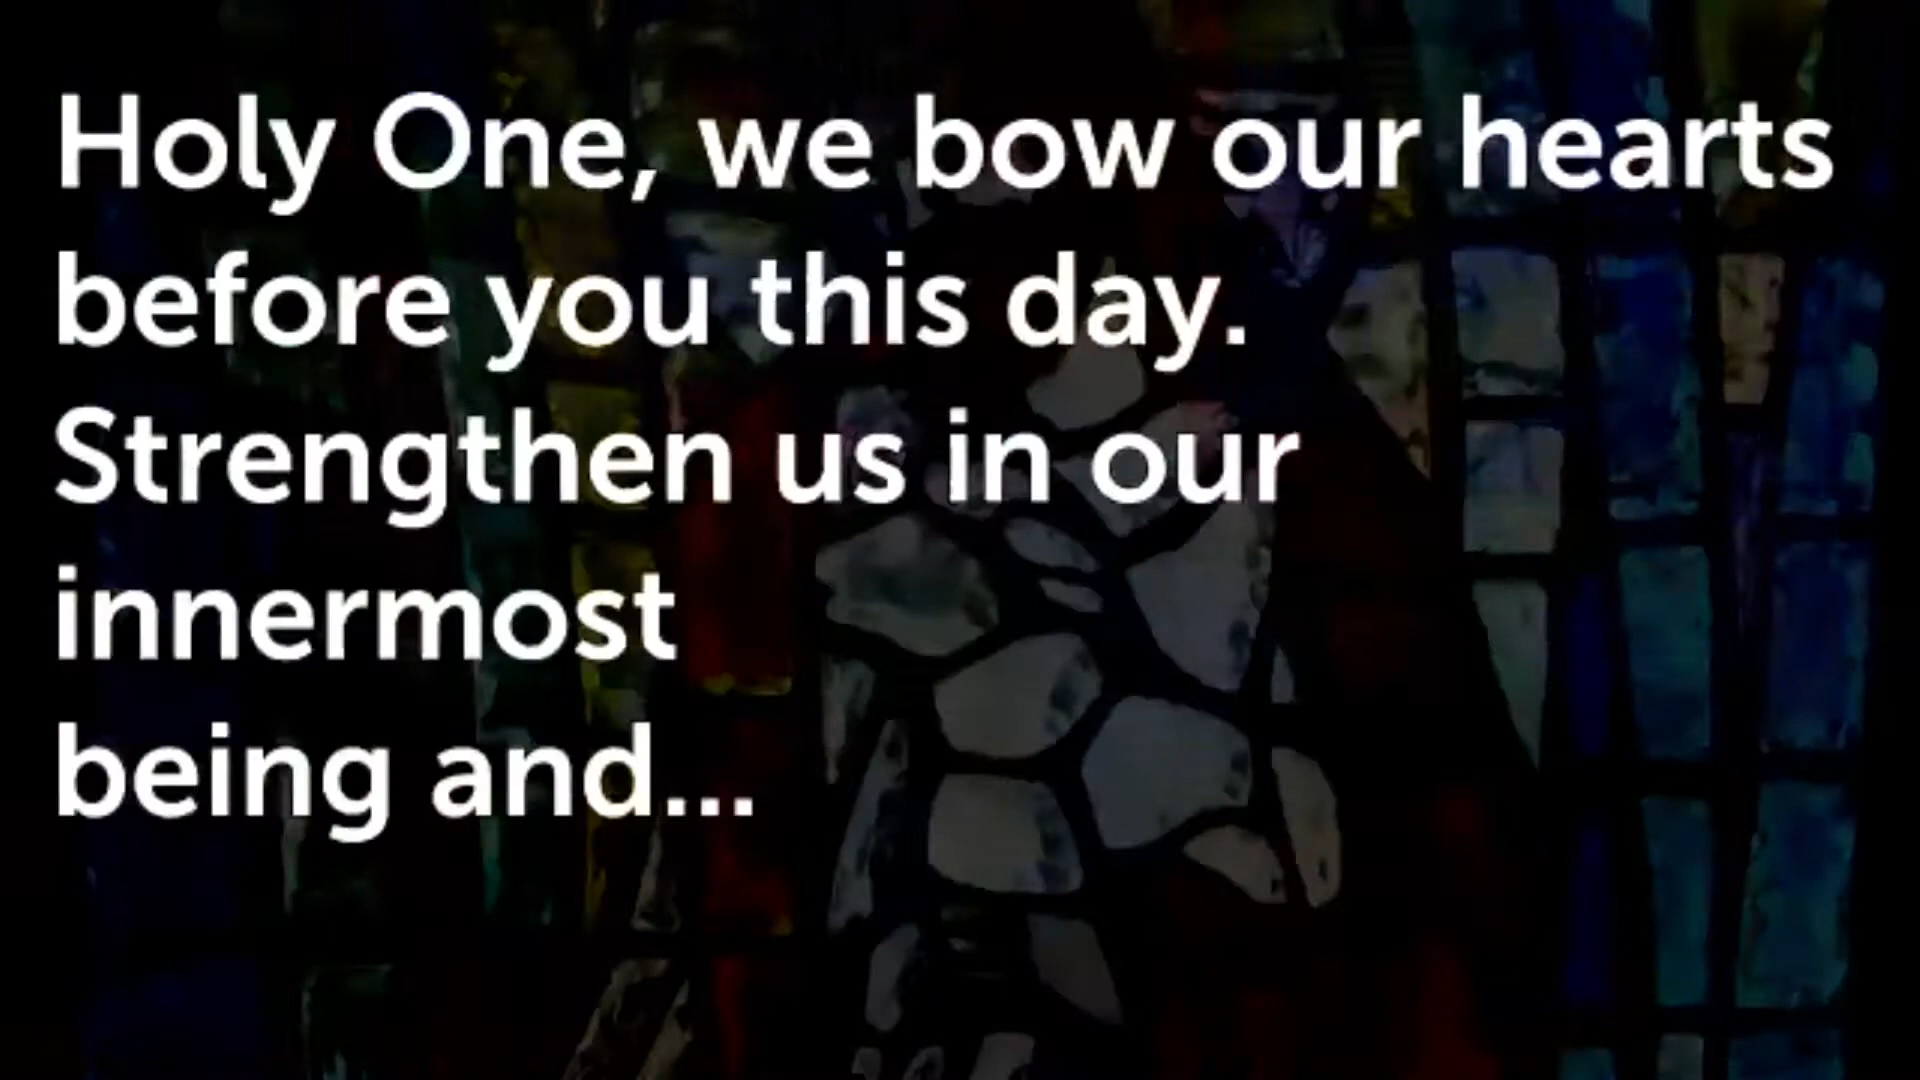 Holy One, we bow our hearts
before you this day.
Strengthen us in our
innermost
being and...